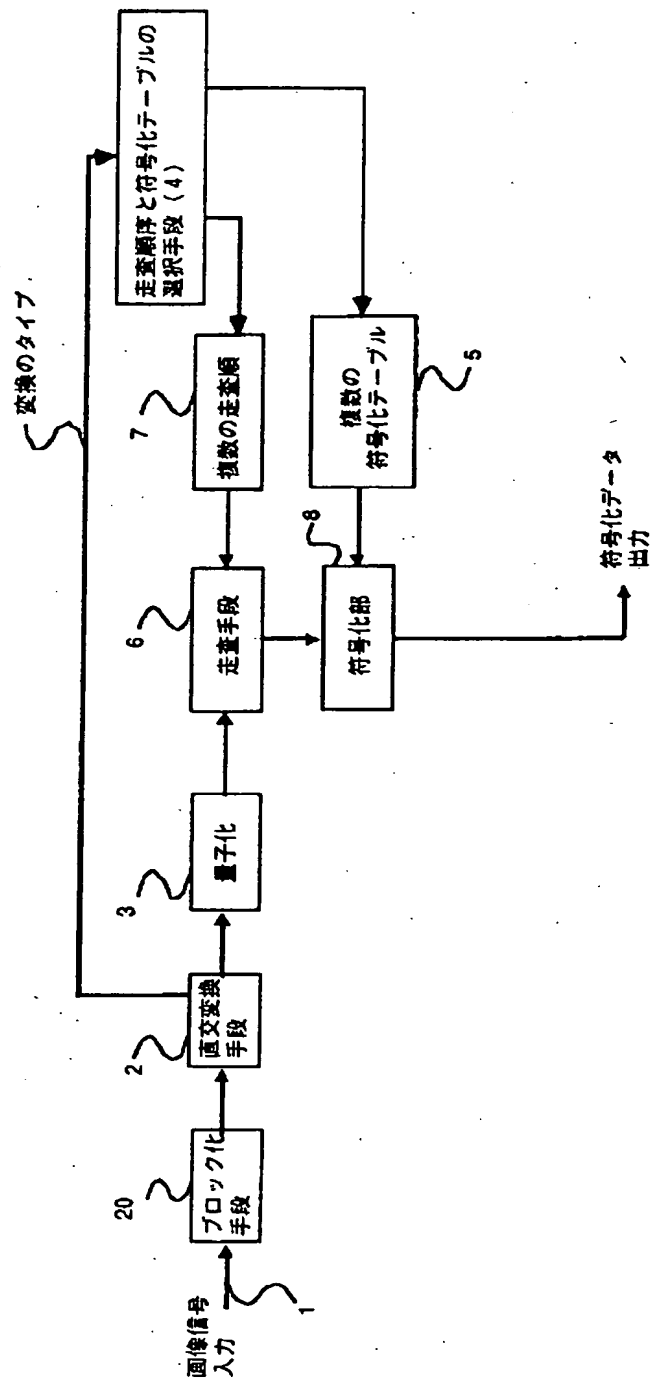 画像信号
入力
1
20
ブロック化
手段
2
直交変換
手段
3
量子化
6
走査手段
7
複数の走査順
変換のタイプ
走査順序と符号化テーブルの
選択手段(4)
8
符号化部
複数の
符号化テーブル
5
符号化データ
出力